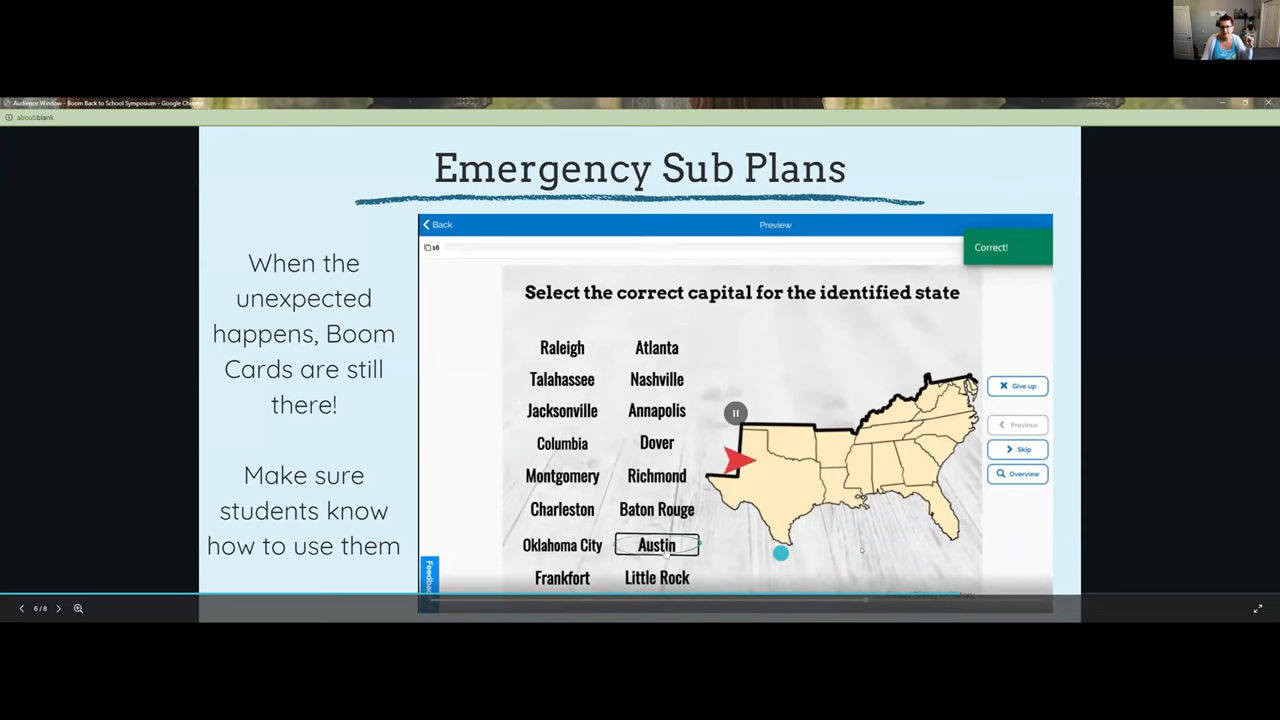 Audience Window - Boom Back to School Symposium - Google Chrome
about:blank
Emergency Sub Plans
When the
unexpected
happens, Boom
Cards are still
there!
Make sure
students know
how to use them
Back
Preview
16
Correct!
Select the correct capital for the identified state
Raleigh
Atlanta
Talahassee
Nashville
Jacksonville
Annapolis
Columbia
Dover
Montgomery
Richmond
Charleston
Baton Rouge
Oklahoma City
Austin
Frankfort
Little Rock
Give up
Previous
Skip
Overview
6/8